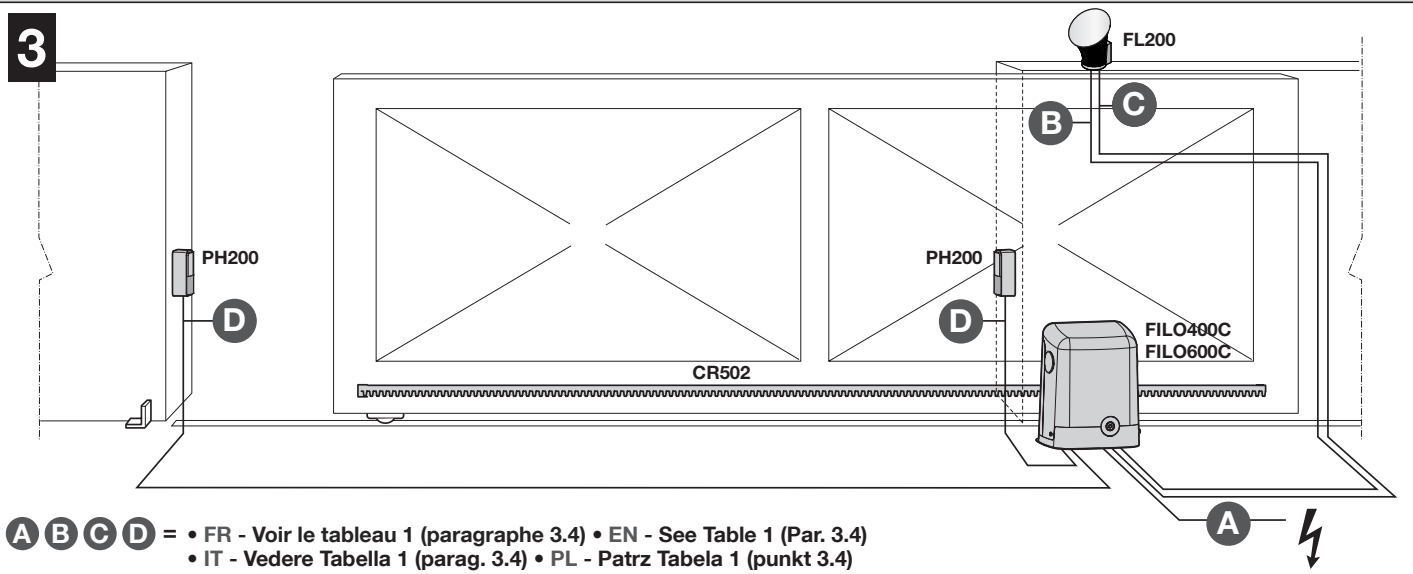 3
FL200
B
C
PH200
PH200
D
D
FILO400C
FILO600C
CR502
A
A B C D = • FR - Voir le tableau 1 (paragraphe 3.4) • EN - See Table 1 (Par. 3.4)
• IT - Vedere Tabella 1 (parag. 3.4) • PL - Patrz Tabela 1 (punkt 3.4)